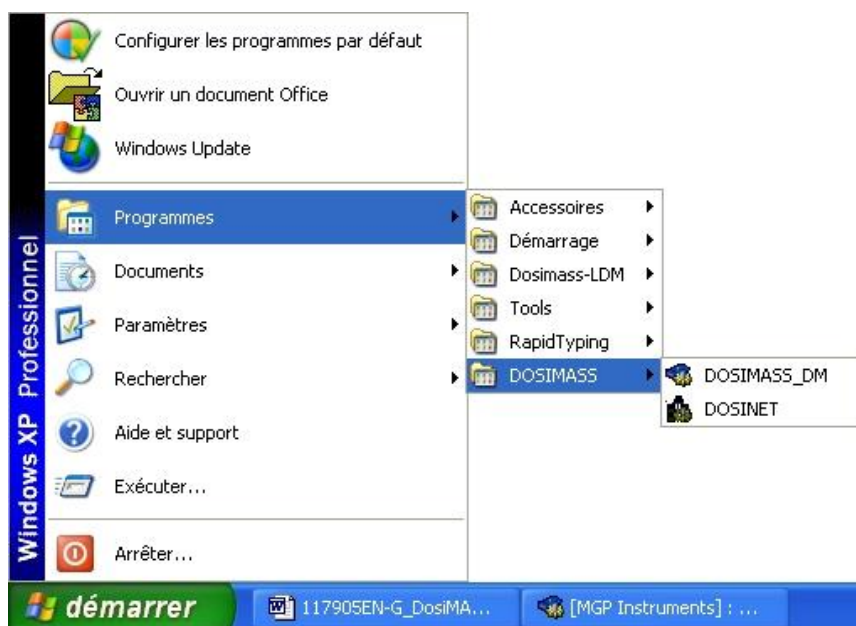 Configurer les programmes par défaut
Ouvrir un document Office
Windows Update
Programmes
Documents
Paramètres
Rechercher
Aide et support
Exécuter...
Arrêter...
Windows XP Professionnel
Accessoires
Démarrage
Dosimass-LDM
Tools
RapidTyping
DOSIMASS
DOSIMASS_DM
DOSINET
démarrer
117905EN-G_DosiMA...
[MGP Instruments] : ...